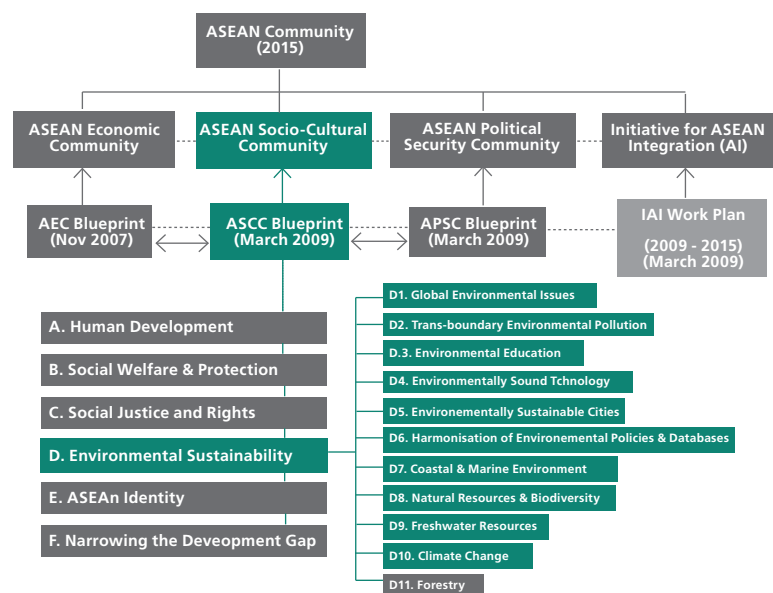 ASEAN Community
(2015)
ASEAN Economic
Community
ASEAN Socio-Cultural
Community
ASEAN Political
Security Community
Initiative for ASEAN
Integration (AI)
AEC Blueprint
(Nov 2007)
ASCC Blueprint
(March 2009)
APSC Blueprint
(March 2009)
IAI Work Plan
(2009 - 2015)
(March 2009)
A. Human Development
B. Social Welfare & Protection
C. Social Justice and Rights
D. Environmental Sustainability
E. ASEAn Identity
F. Narrowing the Deveopment Gap
D1. Global Environmental Issues
D2. Trans-boundary Environmental Pollution
D.3. Environmental Education
D4. Environmentally Sound Tchnology
D5. Environementally Sustainable Cities
D6. Harmonisation of Environemental Policies & Databases
D7. Coastal & Marine Environment
D8. Natural Resources & Biodiversity
D9. Freshwater Resources
D10. Climate Change
D11. Forestry